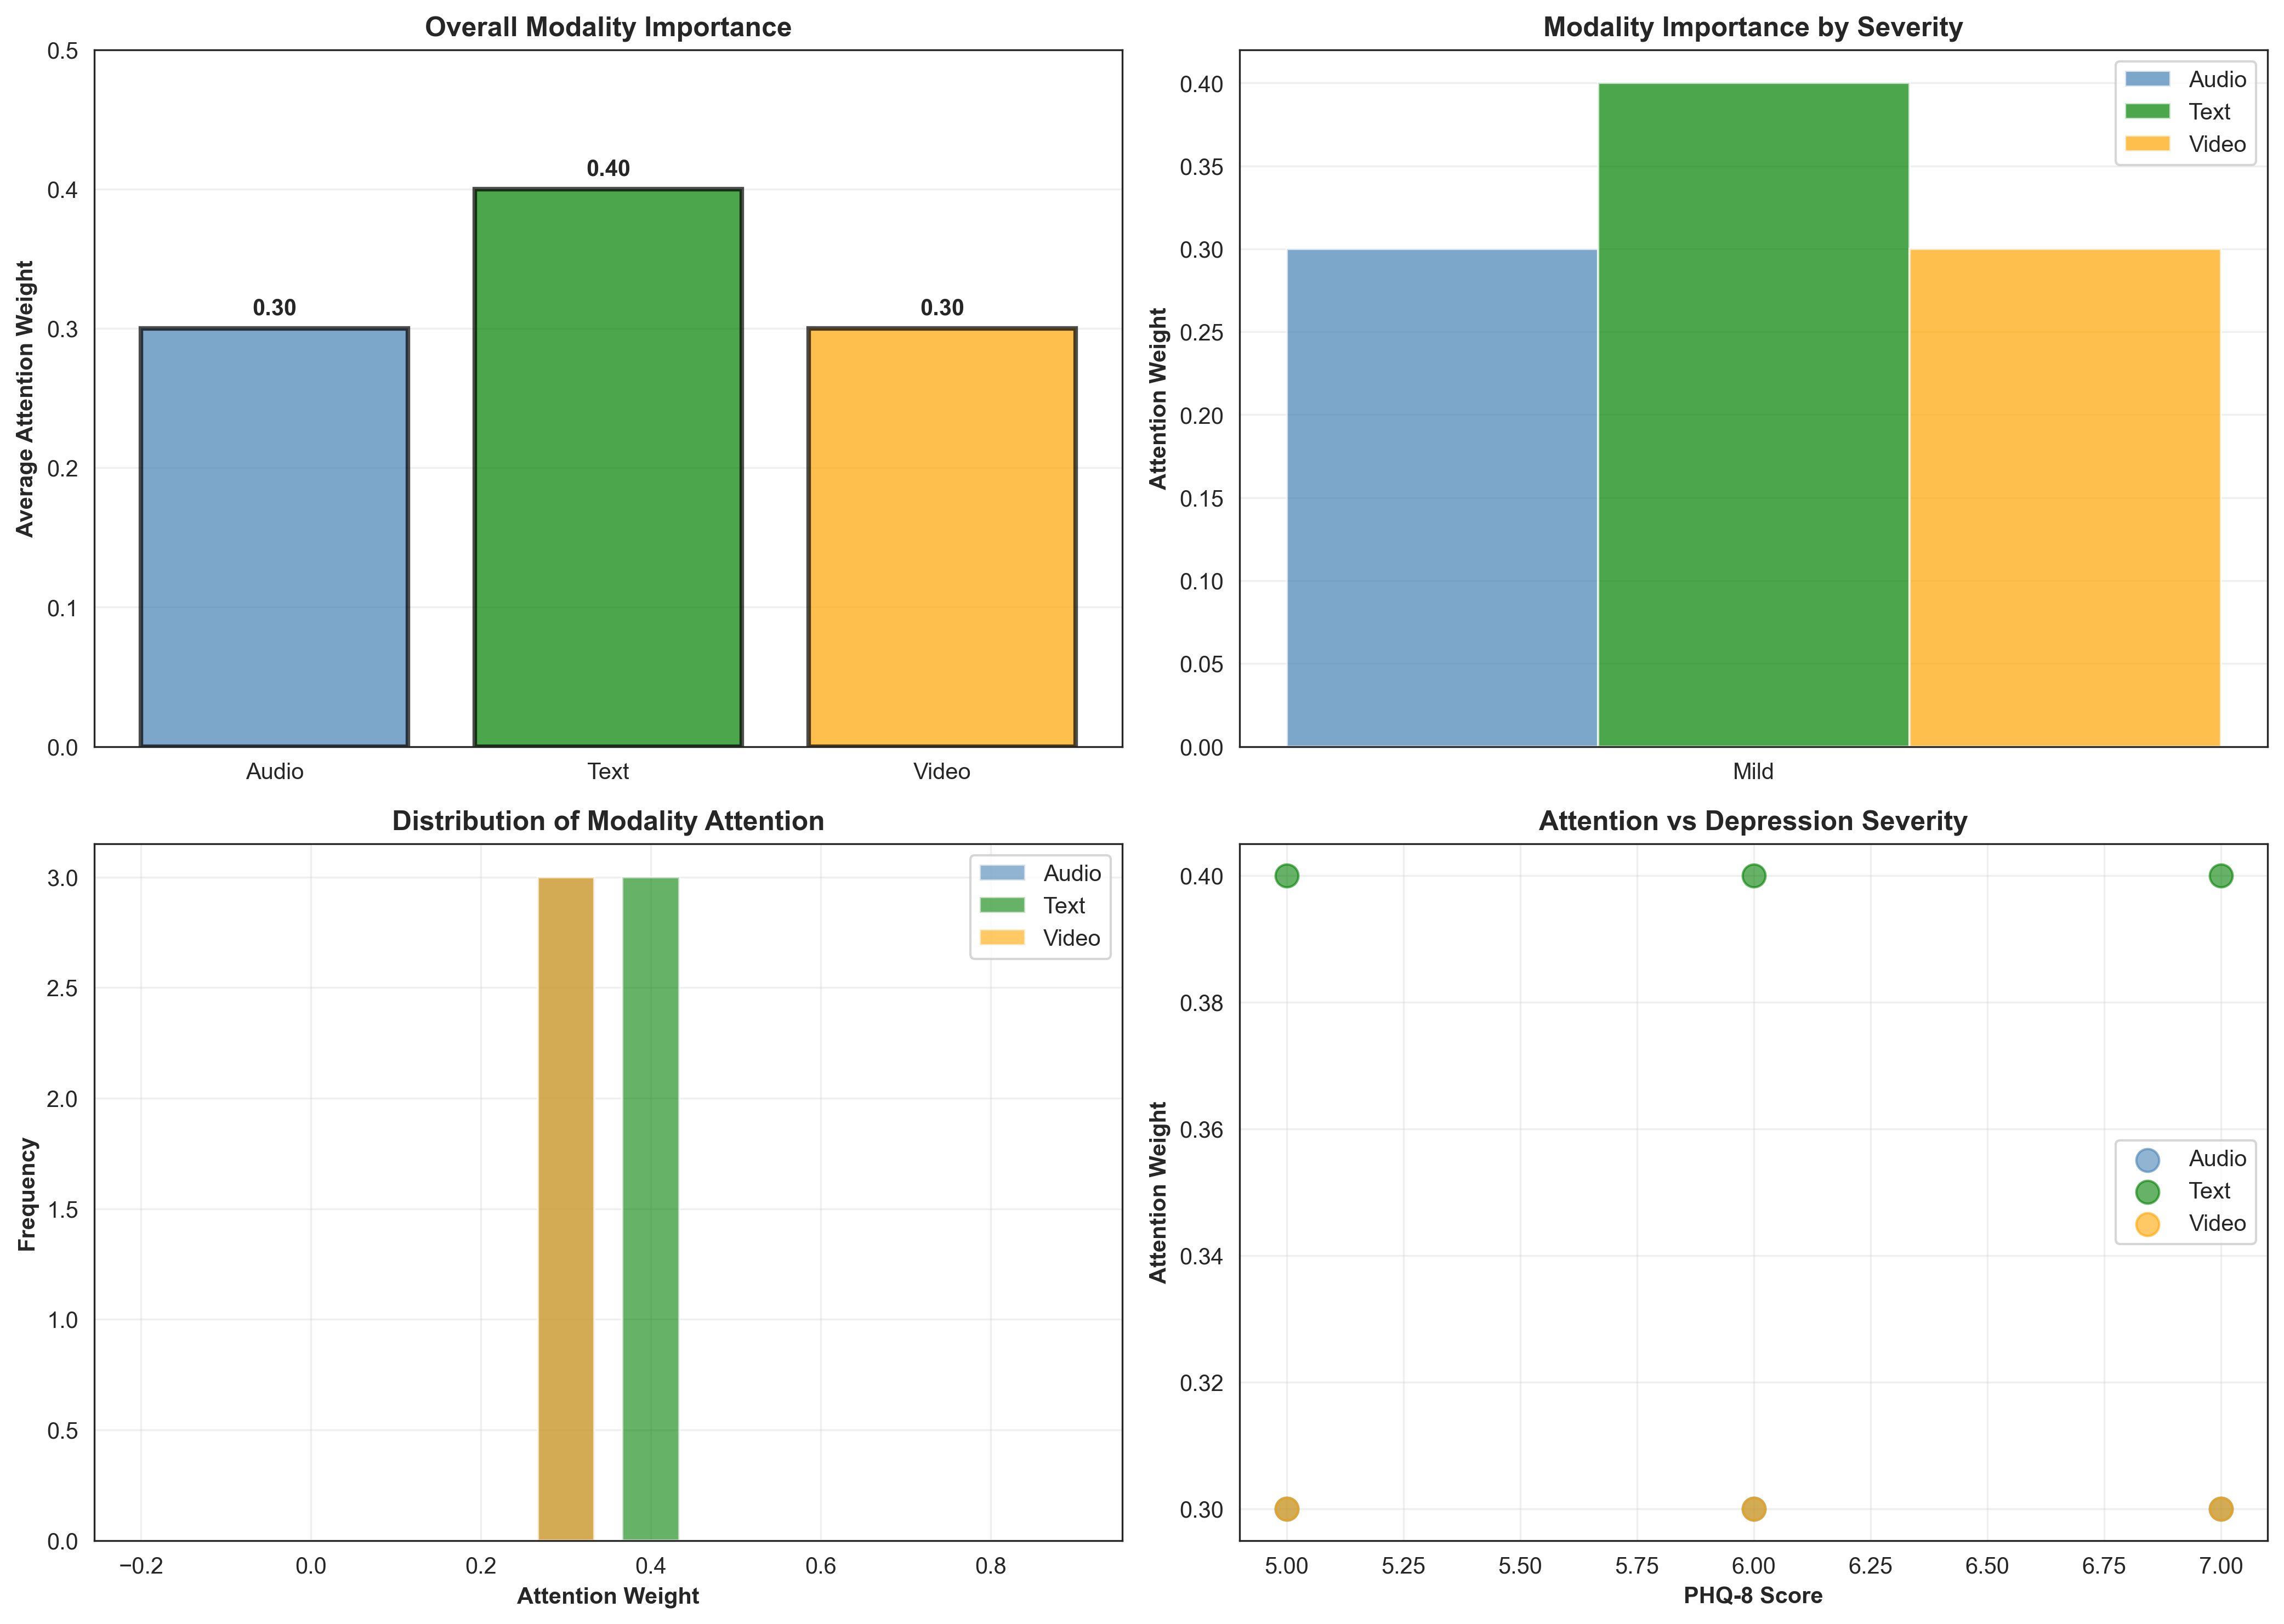 Overall Modality Importance
Average Attention Weight
0.5
0.4
0.3
0.2
0.1
0.0
0.30
0.40
0.30
Audio
Text
Video
Modality Importance by Severity
Attention Weight
0.40
0.35
0.30
0.25
0.20
0.15
0.10
0.05
0.00
Audio
Text
Video
Mild
Distribution of Modality Attention
Frequency
3.0
2.5
2.0
1.5
1.0
0.5
0.0
Audio
Text
Video
−0.2 0.0 0.2 0.4 0.6 0.8
Attention Weight
Attention vs Depression Severity
Attention Weight
0.40
0.38
0.36
0.34
0.32
0.30
Audio
Text
Video
5.00 5.25 5.50 5.75 6.00 6.25 6.50 6.75 7.00
PHQ-8 Score